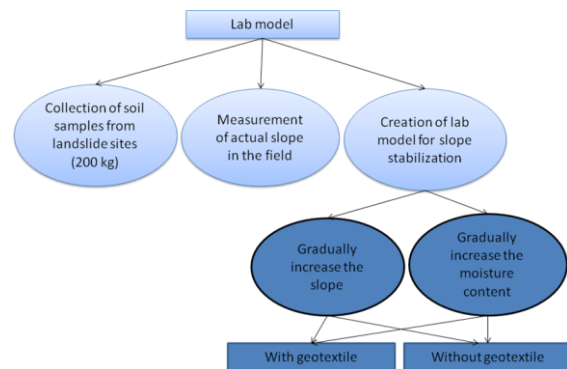 Lab model
Collection of soil
samples from
landslide sites
(200 kg)
Measurement
of actual slope
in the field
Creation of lab
model for slope
stabilization
Gradually
increase the
slope
Gradually
increase the
moisture
content
With geotextile
Without geotextile